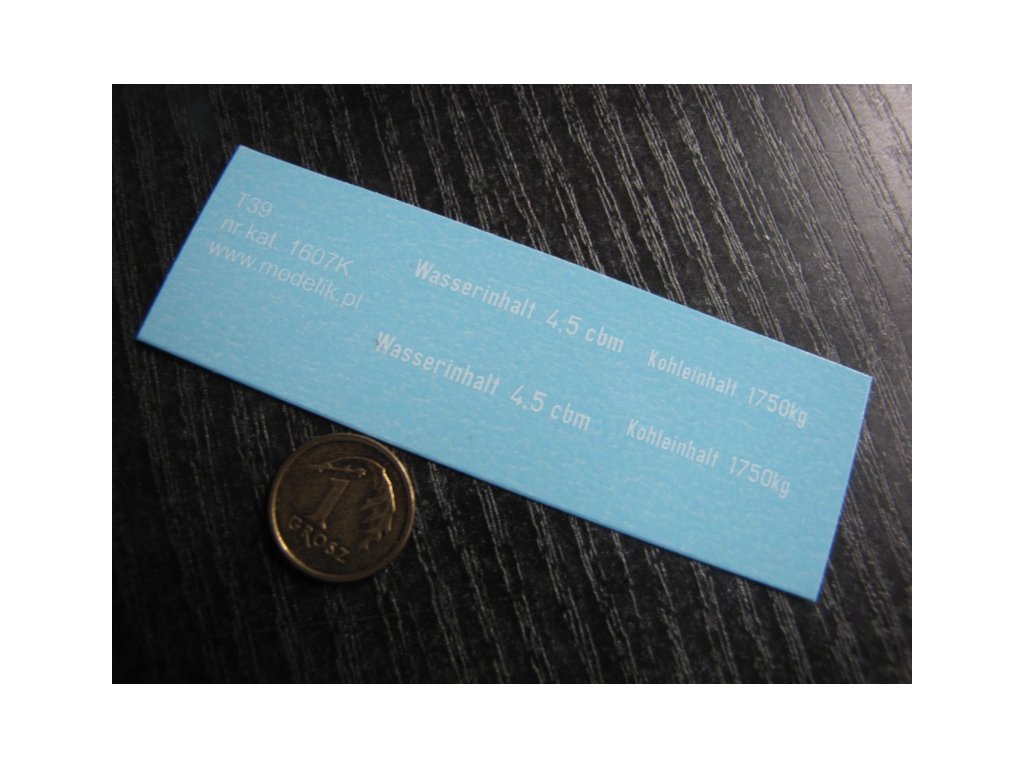 T39
nr kat. 1607K
www.modelik.pl
Wasserinhalt 4,5 cbm
Kohleinhalt 1750kg
Wasserinhalt 4,5 cbm
Kohleinhalt 1750kg
1
GROSZ